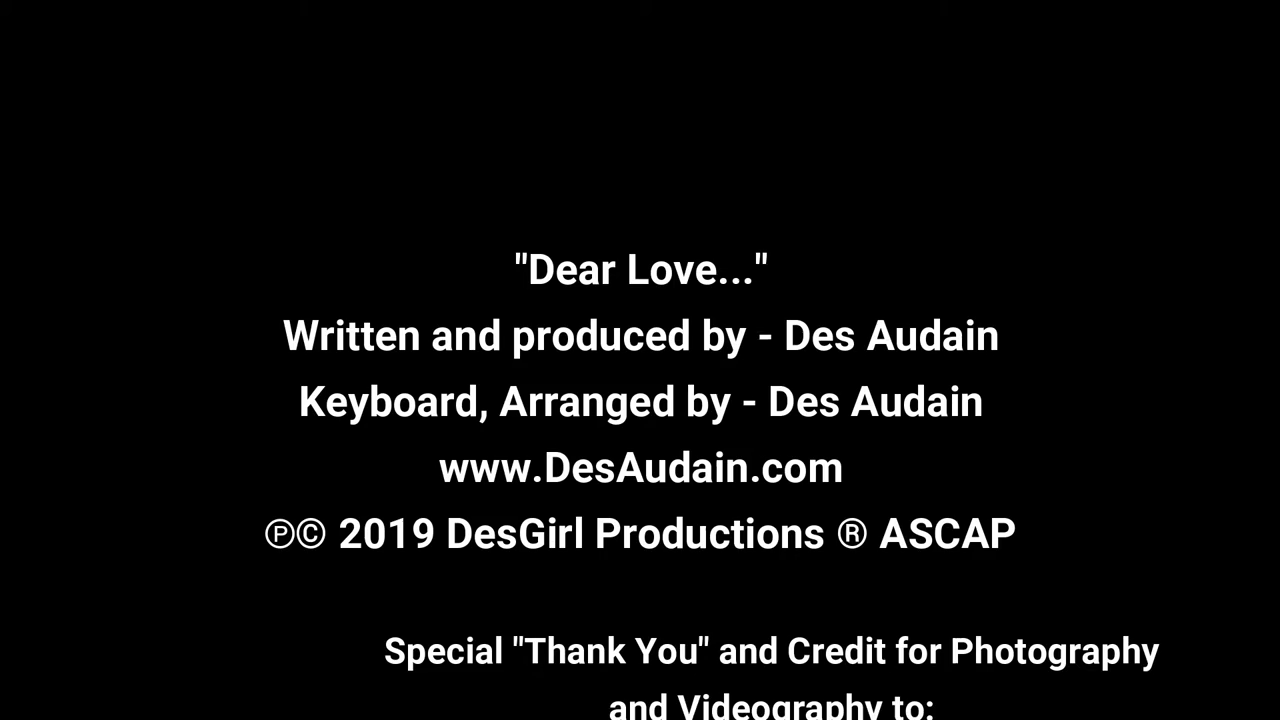 "Dear Love..."
Written and produced by - Des Audain
Keyboard, Arranged by - Des Audain
www.DesAudain.com
℗© 2019 DesGirl Productions ® ASCAP
Special "Thank You" and Credit for Photography
and Videography to: